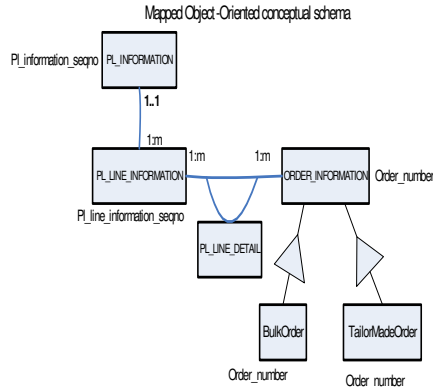 Mapped Object -Oriented conceptual schema
Pl_information_seqno
PL_INFORMATION
1..1
1:m
PL_LINE_INFORMATION
1:m
1:m
ORDER_INFORMATION
Order_number
Pl_line_information_seqno
PL_LINE_DETAIL
BulkOrder
TailorMadeOrder
Order_number
Order_number